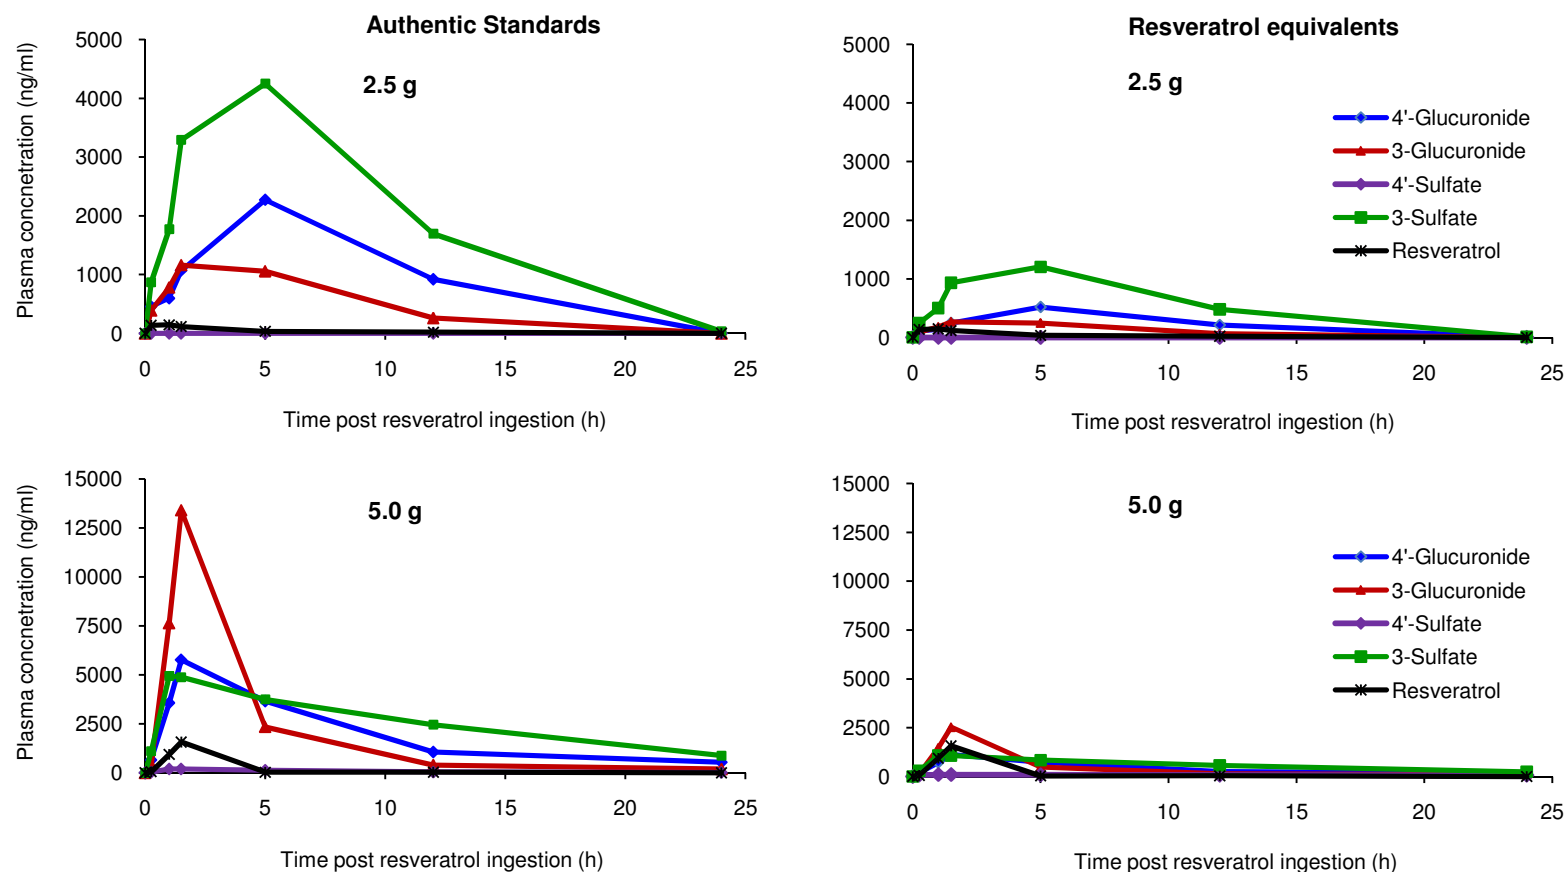 Authentic Standards
2.5 g
Plasma concnetration (ng/ml)
5000
4000
3000
2000
1000
0
0 5 10 15 20 25
Time post resveratrol ingestion (h)
Resveratrol equivalents
2.5 g
5000
4000
3000
2000
1000
0
4'-Glucuronide
3-Glucuronide
4'-Sulfate
3-Sulfate
Resveratrol
0 5 10 15 20 25
Time post resveratrol ingestion (h)
5.0 g
Plasma concnetration (ng/ml)
15000
12500
10000
7500
5000
2500
0
0 5 10 15 20 25
Time post resveratrol ingestion (h)
5.0 g
15000
12500
10000
7500
5000
2500
0
4'-Glucuronide
3-Glucuronide
4'-Sulfate
3-Sulfate
Resveratrol
0 5 10 15 20 25
Time post resveratrol ingestion (h)